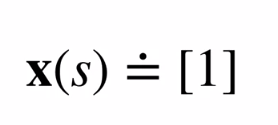 x(s) ≐ [1]